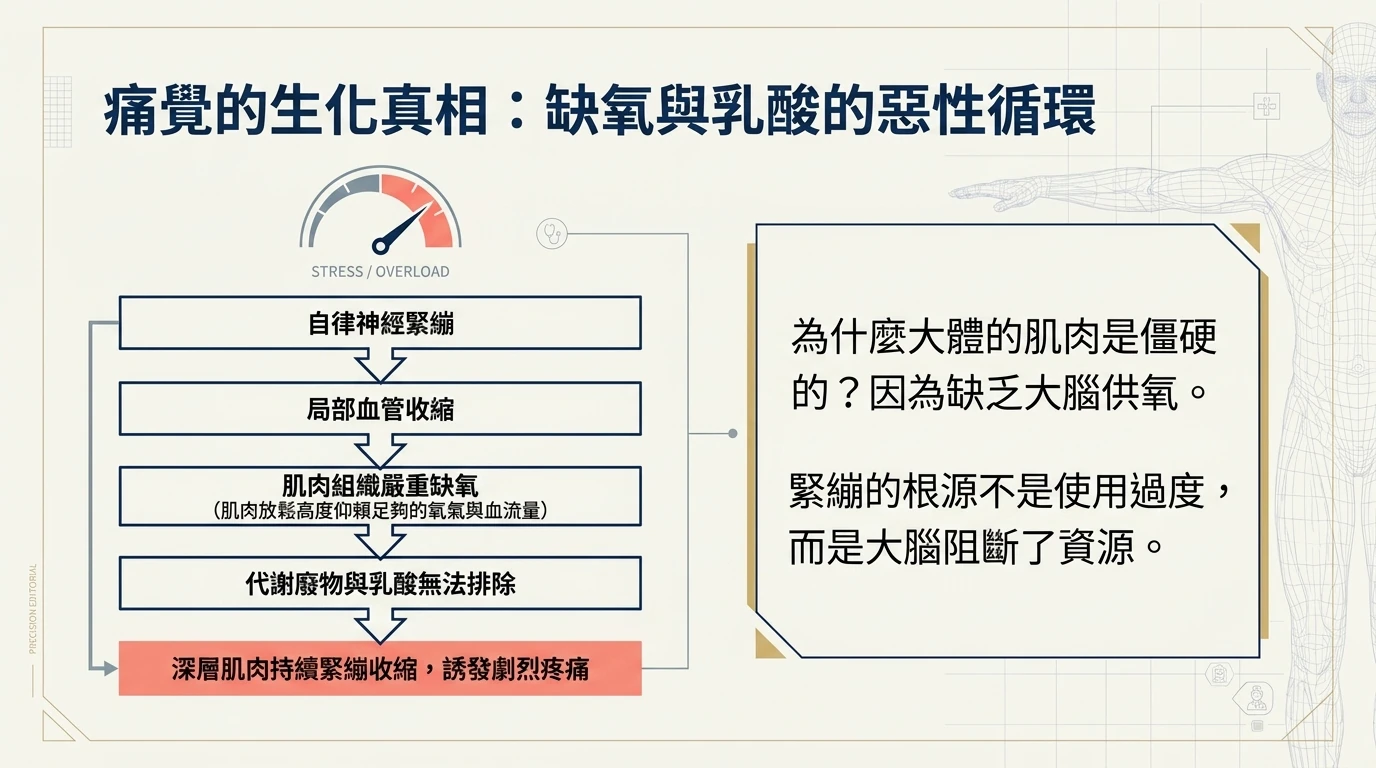 痛覺的生化真相：缺氧與乳酸的惡性循環
STRESS / OVERLOAD
自律神經緊繃
局部血管收縮
肌肉組織嚴重缺氧
（肌肉放鬆高度仰賴足夠的氧氣與血流量）
代謝廢物與乳酸無法排除
深層肌肉持續緊繃收縮，誘發劇烈疼痛
為什麼大體的肌肉是僵硬
的？因為缺乏大腦供氧。
緊繃的根源不是使用過度，
而是大腦阻斷了資源。
PRECISION EDITORIAL